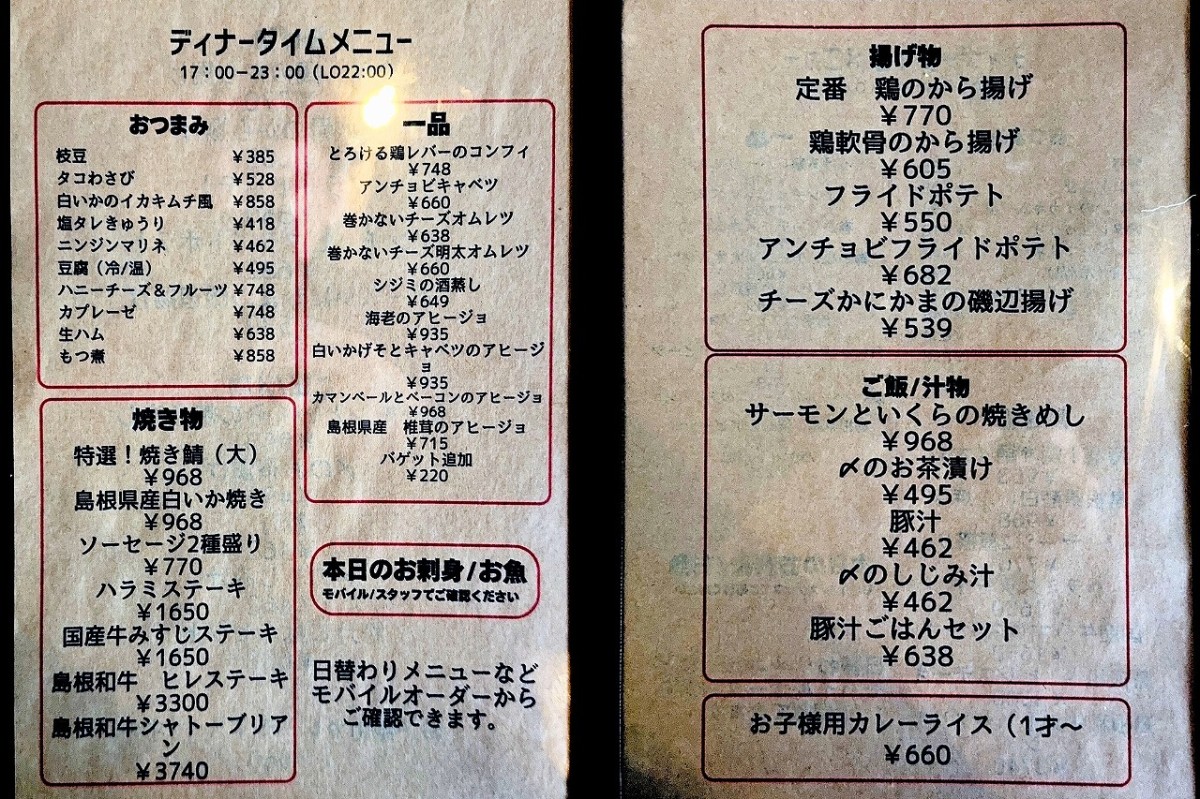 ディナータイムメニュー
17：00－23：00（LO22:00）
おつまみ
枝豆 ￥385
タコわさび ￥528
白いかのイカキムチ風 ￥858
塩タレきゅうり ￥418
ニンジンマリネ ￥462
豆腐（冷/温） ￥495
ハニーチーズ＆フルーツ ￥748
カプレーゼ ￥748
生ハム ￥638
もつ煮 ￥858
焼き物
特選！焼き鯖（大）
￥968
島根県産白いか焼き
￥968
ソーセージ2種盛り
￥770
ハラミステーキ
￥1650
国産牛みすじステーキ
￥1650
島根和牛　ヒレステーキ
￥3300
島根和牛シャトーブリア
ン
￥3740
一品
とろける鶏レバーのコンフィ
￥748
アンチョビキャベツ
￥660
巻かないチーズオムレツ
￥638
巻かないチーズ明太オムレツ
￥660
シジミの酒蒸し
￥649
海老のアヒージョ
￥935
白いかげそとキャベツのアヒージ
ョ
￥935
カマンベールとベーコンのアヒージョ
￥968
島根県産　椎茸のアヒージョ
￥715
バゲット追加
￥220
本日のお刺身/お魚
モバイル/スタッフでご確認ください
日替わりメニューなど
モバイルオーダーから
ご確認できます。
揚げ物
定番　鶏のから揚げ
￥770
鶏軟骨のから揚げ
￥605
フライドポテト
￥550
アンチョビフライドポテト
￥682
チーズかにかまの磯辺揚げ
￥539
ご飯/汁物
サーモンといくらの焼きめし
￥968
〆のお茶漬け
￥495
豚汁
￥462
〆のしじみ汁
￥462
豚汁ごはんセット
￥638
お子様用カレーライス（1才～
￥660